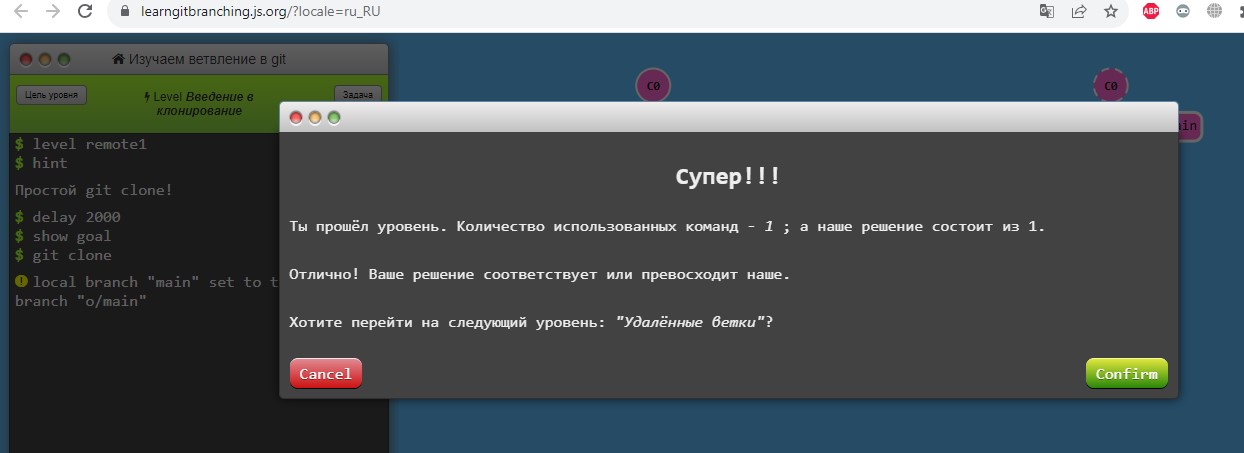 learngitbranching.js.org/?locale=ru_RU
ABP
Изучаем ветвление в git
Цель уровня
Level Введение в
клонирование
Задача
C0
C0
$ level remote1
$ hint
Простой git clone!
$ delay 2000
$ show goal
$ git clone
local branch "main" set to t
branch "o/main"
Супер!!!
Ты прошёл уровень. Количество использованных команд - 1 ; а наше решение состоит из 1.
Отлично! Ваше решение соответствует или превосходит наше.
Хотите перейти на следующий уровень: "Удалённые ветки"?
Cancel
Confirm